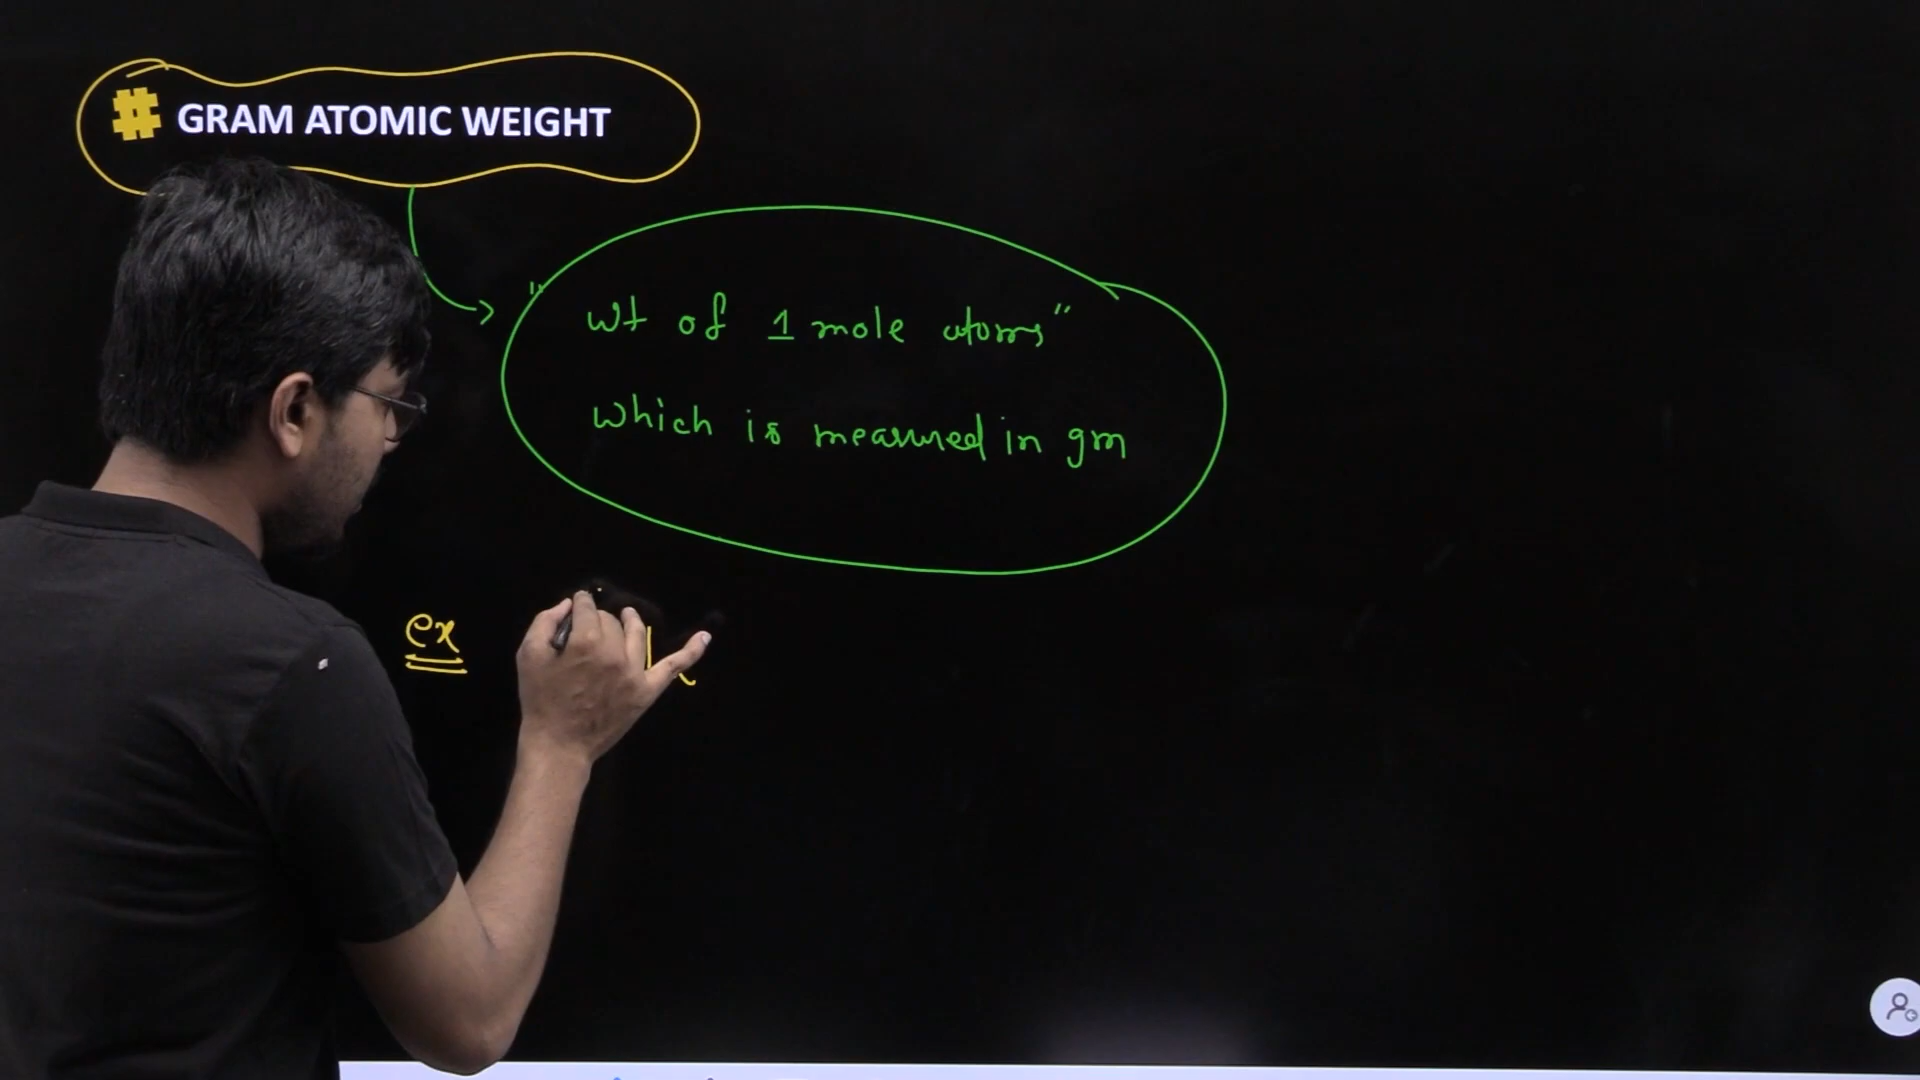 # GRAM ATOMIC WEIGHT
"wt of 1 mole atoms"
which is measured in gm
ex